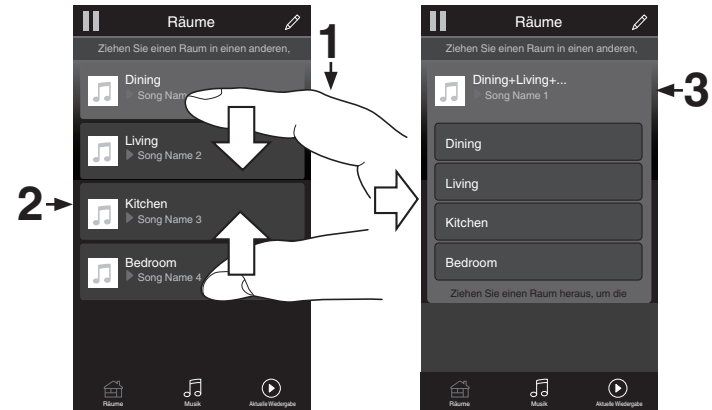 Räume
Ziehen Sie einen Raum in einen anderen,
1
Dining
Song Nam
Living
Song Name 2
2
Kitchen
Song Name 3
Bedroom
Song Name 4
Räume
Musik
Aktuelle Wiedergabe
Räume
Ziehen Sie einen Raum in einen anderen,
Dining+Living+...
Song Name 1
3
Dining
Living
Kitchen
Bedroom
Ziehen Sie einen Raum heraus, um die
Räume
Musik
Aktuelle Wiedergabe